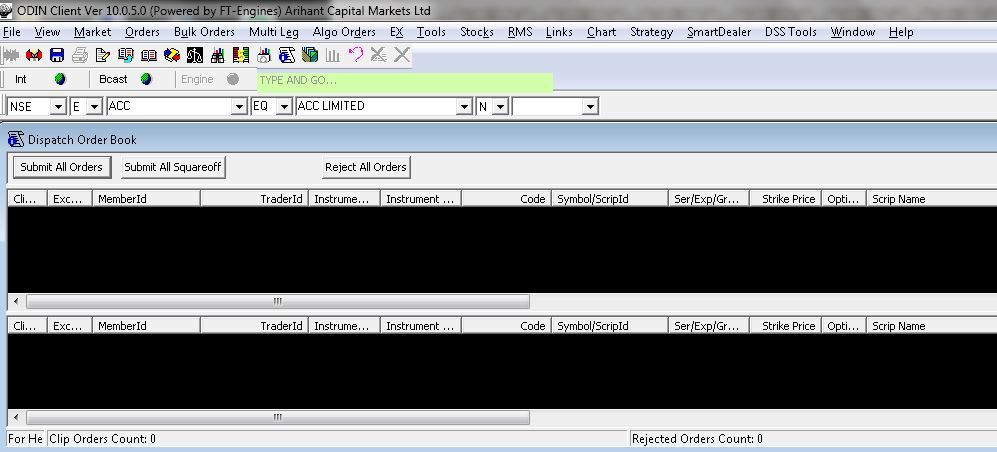 ODIN Client Ver 10.0.5.0 (Powered by FT-Engines) Arihant Capital Markets Ltd
File View Market Orders Bulk Orders Multi Leg Algo Orders EX Tools Stocks RMS Links Chart Strategy SmartDealer DSS Tools Window Help
Int Bcast Engine TYPE AND GO...
NSE E ACC EQ ACC LIMITED N
Dispatch Order Book
Submit All Orders Submit All Squareoff Reject All Orders
Cli... Exc... MemberId TraderId Instrume... Instrument ... Code Symbol/ScripId Ser/Exp/Gr... Strike Price Opti... Scrip Name
Cli... Exc... MemberId TraderId Instrume... Instrument ... Code Symbol/ScripId Ser/Exp/Gr... Strike Price Opti... Scrip Name
For He Clip Orders Count: 0 Rejected Orders Count: 0